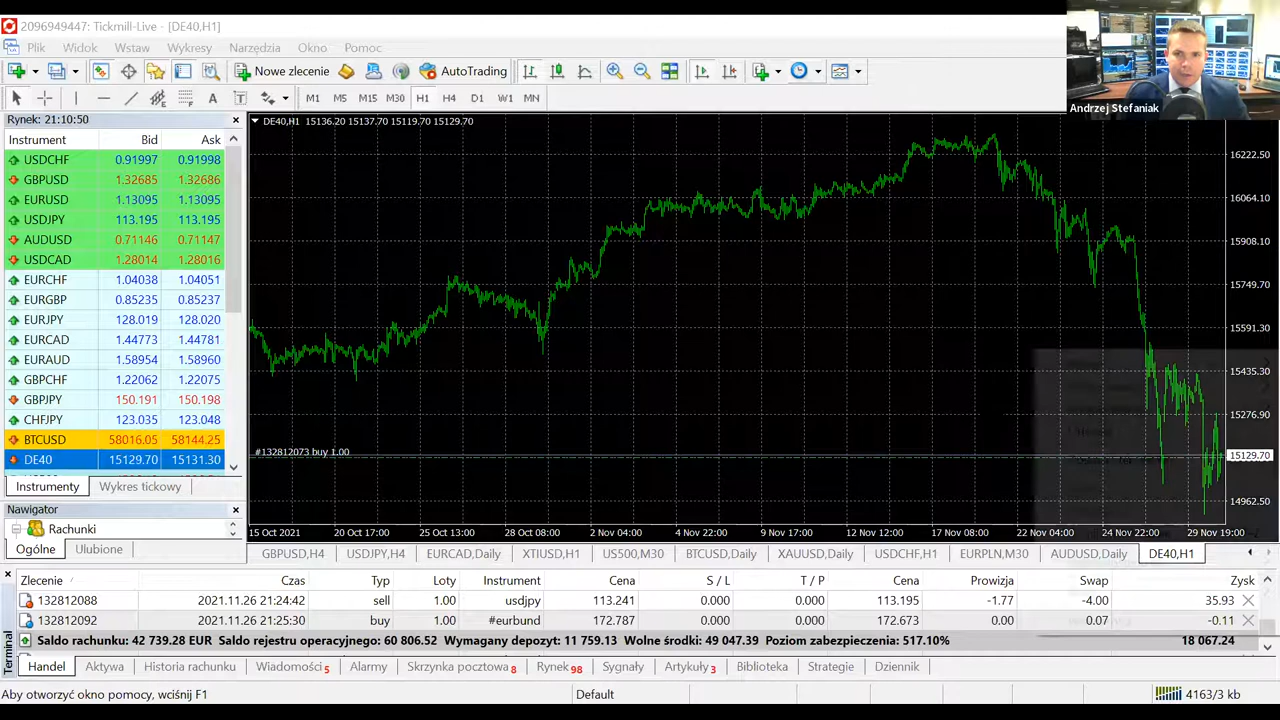 2096949447: Tickmill-Live - [DE40,H1]
Plik Widok Wstaw Wykresy Narzędzia Okno Pomoc
Nowe zlecenie AutoTrading
Andrzej Stefaniak
M1 M5 M15 M30 H1 H4 D1 W1 MN
Rynek: 21:10:50
DE40,H1 15136.20 15137.70 15119.70 15129.70
Instrument Bid Ask
USDCHF 0.91997 0.91998
GBPUSD 1.32685 1.32686
EURUSD 1.13095 1.13095
USDJPY 113.195 113.195
AUDUSD 0.71146 0.71147
USDCAD 1.28014 1.28016
EURCHF 1.04038 1.04051
EURGBP 0.85235 0.85237
EURJPY 128.019 128.020
EURCAD 1.44773 1.44781
EURAUD 1.58954 1.58960
GBPCHF 1.22062 1.22075
GBPJPY 150.191 150.198
CHFJPY 123.035 123.048
BTCUSD 58016.05 58144.25
DE40 15129.70 15131.30
Instrumenty Wykres tickowy
Nawigator
Rachunki
Ogólne Ulubione
16222.50
16064.10
15908.10
15749.70
15591.30
15435.30
15276.90
15129.70
14962.50
#132812073 buy 1.00
15 Oct 2021 20 Oct 17:00 25 Oct 13:00 28 Oct 08:00 2 Nov 04:00 4 Nov 22:00 9 Nov 17:00 12 Nov 12:00 17 Nov 08:00 22 Nov 04:00 24 Nov 22:00 29 Nov 19:00
GBPUSD,H4 USDJPY,H4 EURCAD,Daily XTIUSD,H1 US500,M30 BTCUSD,Daily XAUUSD,Daily USDCHF,H1 EURPLN,M30 AUDUSD,Daily DE40,H1
Zlecenie Czas Typ Loty Instrument Cena S / L T / P Cena Prowizja Swap Zysk
132812088 2021.11.26 21:24:42 sell 1.00 usdjpy 113.241 0.000 0.000 113.195 -1.77 -4.00 35.93
132812092 2021.11.26 21:25:30 buy 1.00 #eurbund 172.787 0.000 0.000 172.673 0.00 0.07 -0.11
Saldo rachunku: 42 739.28 EUR Saldo rejestru operacyjnego: 60 806.52 Wymagany depozyt: 11 759.13 Wolne środki: 49 047.39 Poziom zabezpieczenia: 517.10% 18 067.24
Terminal
Handel Aktywa Historia rachunku Wiadomości 5 Alarmy Skrzynka pocztowa 8 Rynek 98 Sygnały Artykuły 3 Biblioteka Strategie Dziennik
Aby otworzyć okno pomocy, wciśnij F1 Default 4163/3 kb